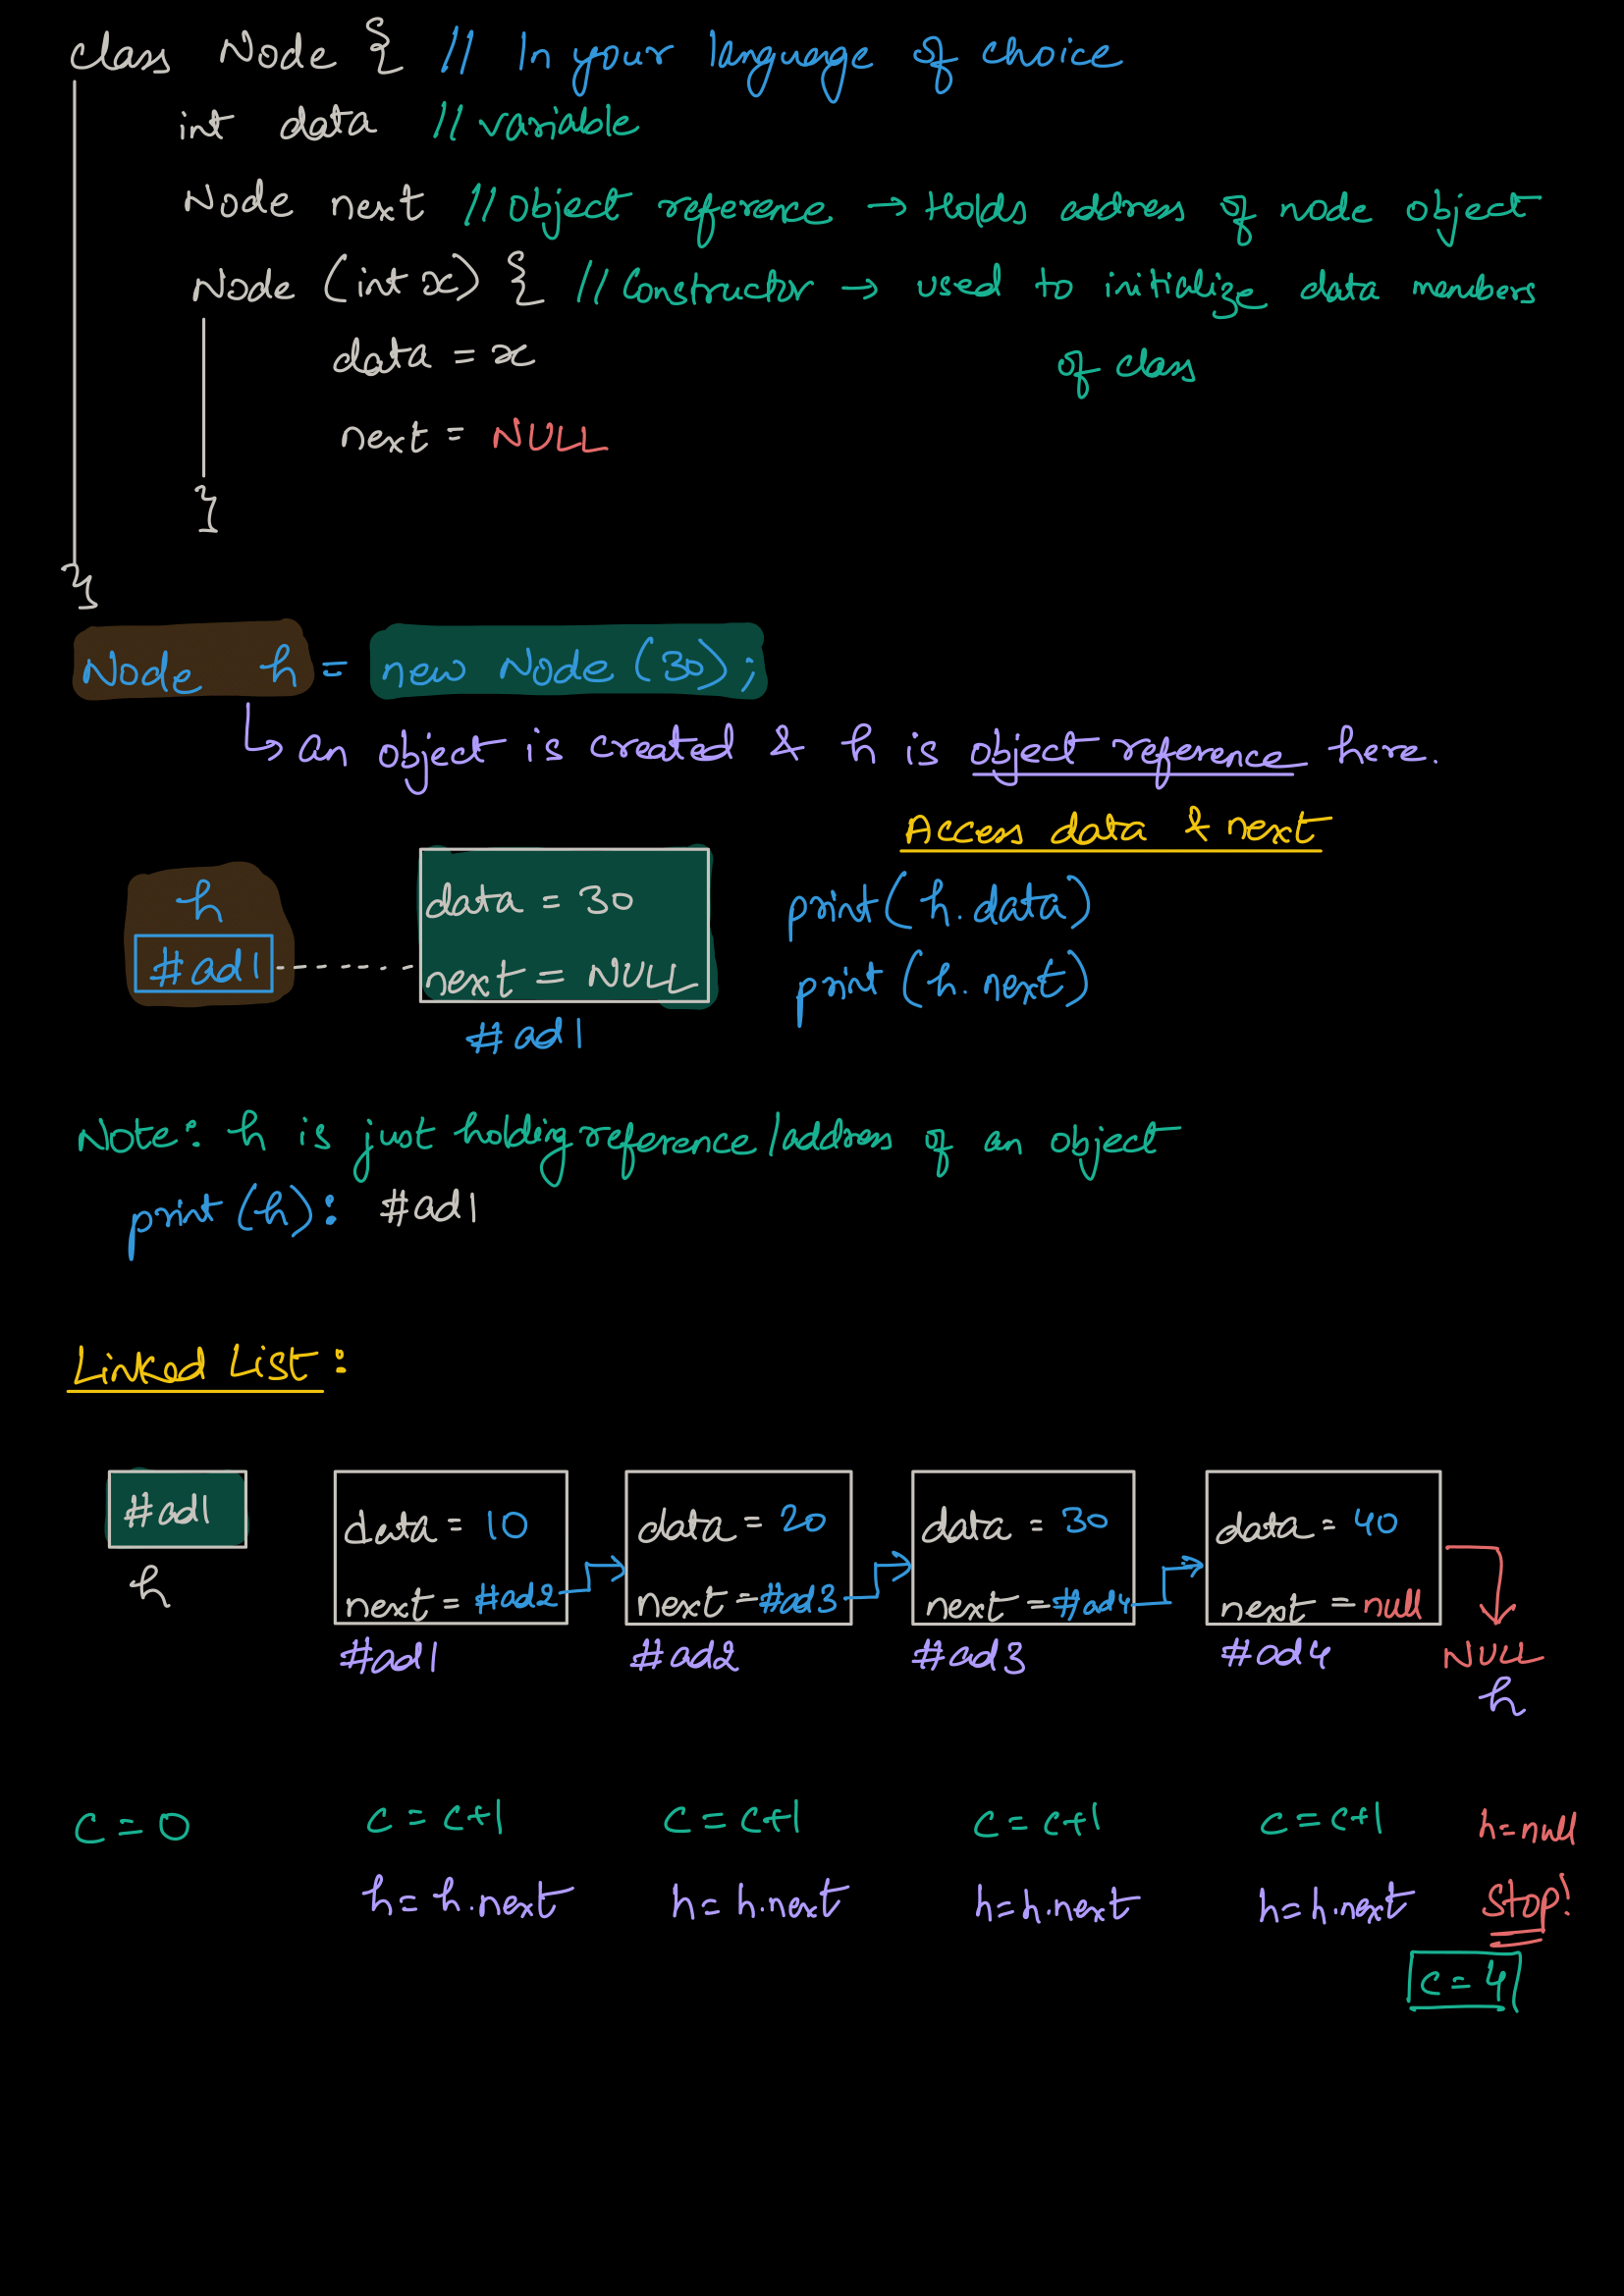 class Node { // In your language of choice
int data // variable
Node next // Object reference → Holds address of node object
Node (int x) { // Constructor → used to initialize data members
of class
data = x
next = NULL
}
}
Node h = new Node (30);
↳ an object is created & h is object reference here.
Access data & next
h
#ad1
data = 30
next = NULL
#ad1
print(h.data)
print (h.next)
Note: h is just holding reference/address of an object
print(h): #ad1
Linked List:
#ad1
h
data = 10
next = #ad2
#ad1
data = 20
next = #ad3
#ad2
data = 30
next = #ad4
#ad3
data = 40
next = null
#ad4
NULL
h
c = 0
c = c+1 c = c+1 c = c+1 c = c+1 h=null
h= h.next h= h.next h= h.next h= h.next Stop!
c = 4